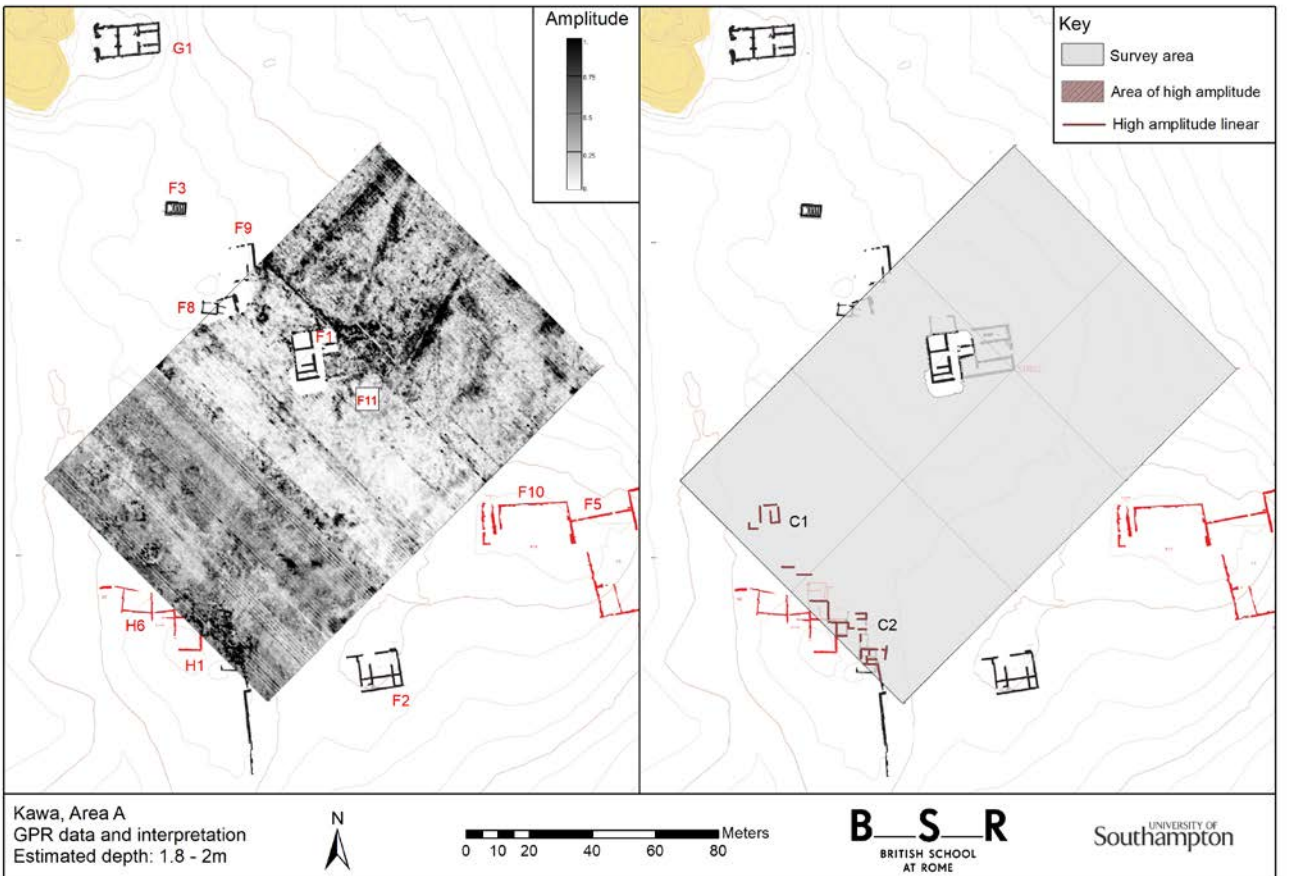 Amplitude
1
0.75
0.5
0.25
0
G1
F3
F9
F8
F1
F11
F10
F5
H6
H1
F2
Key
Survey area
Area of high amplitude
High amplitude linear
C1
C2
Kawa, Area A
GPR data and interpretation
Estimated depth: 1.8 - 2m
N
Meters
0 10 20 40 60 80
B S R
BRITISH SCHOOL
AT ROME
UNIVERSITY OF
Southampton